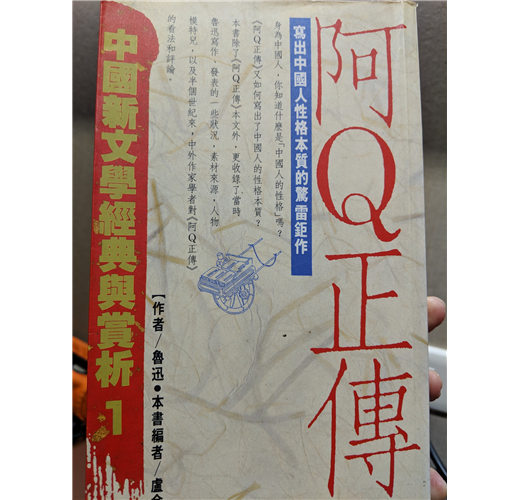 阿Q正傳
寫出中國人性格本質的驚雷鉅作
身為中國人，你知道什麼是「中國人的性格」嗎？
《阿Q正傳》又如何寫出了中國人的性格本質？
本書除了《阿Q正傳》本文外，更收錄了當時
魯迅寫作、發表的一些狀況，素材來源，人物
模特兒，以及半個世紀來，中外作家學者對《阿Q正傳》
的看法和評論。
【作者／魯迅•本書編者／盧今
中國新文學經典與賞析1